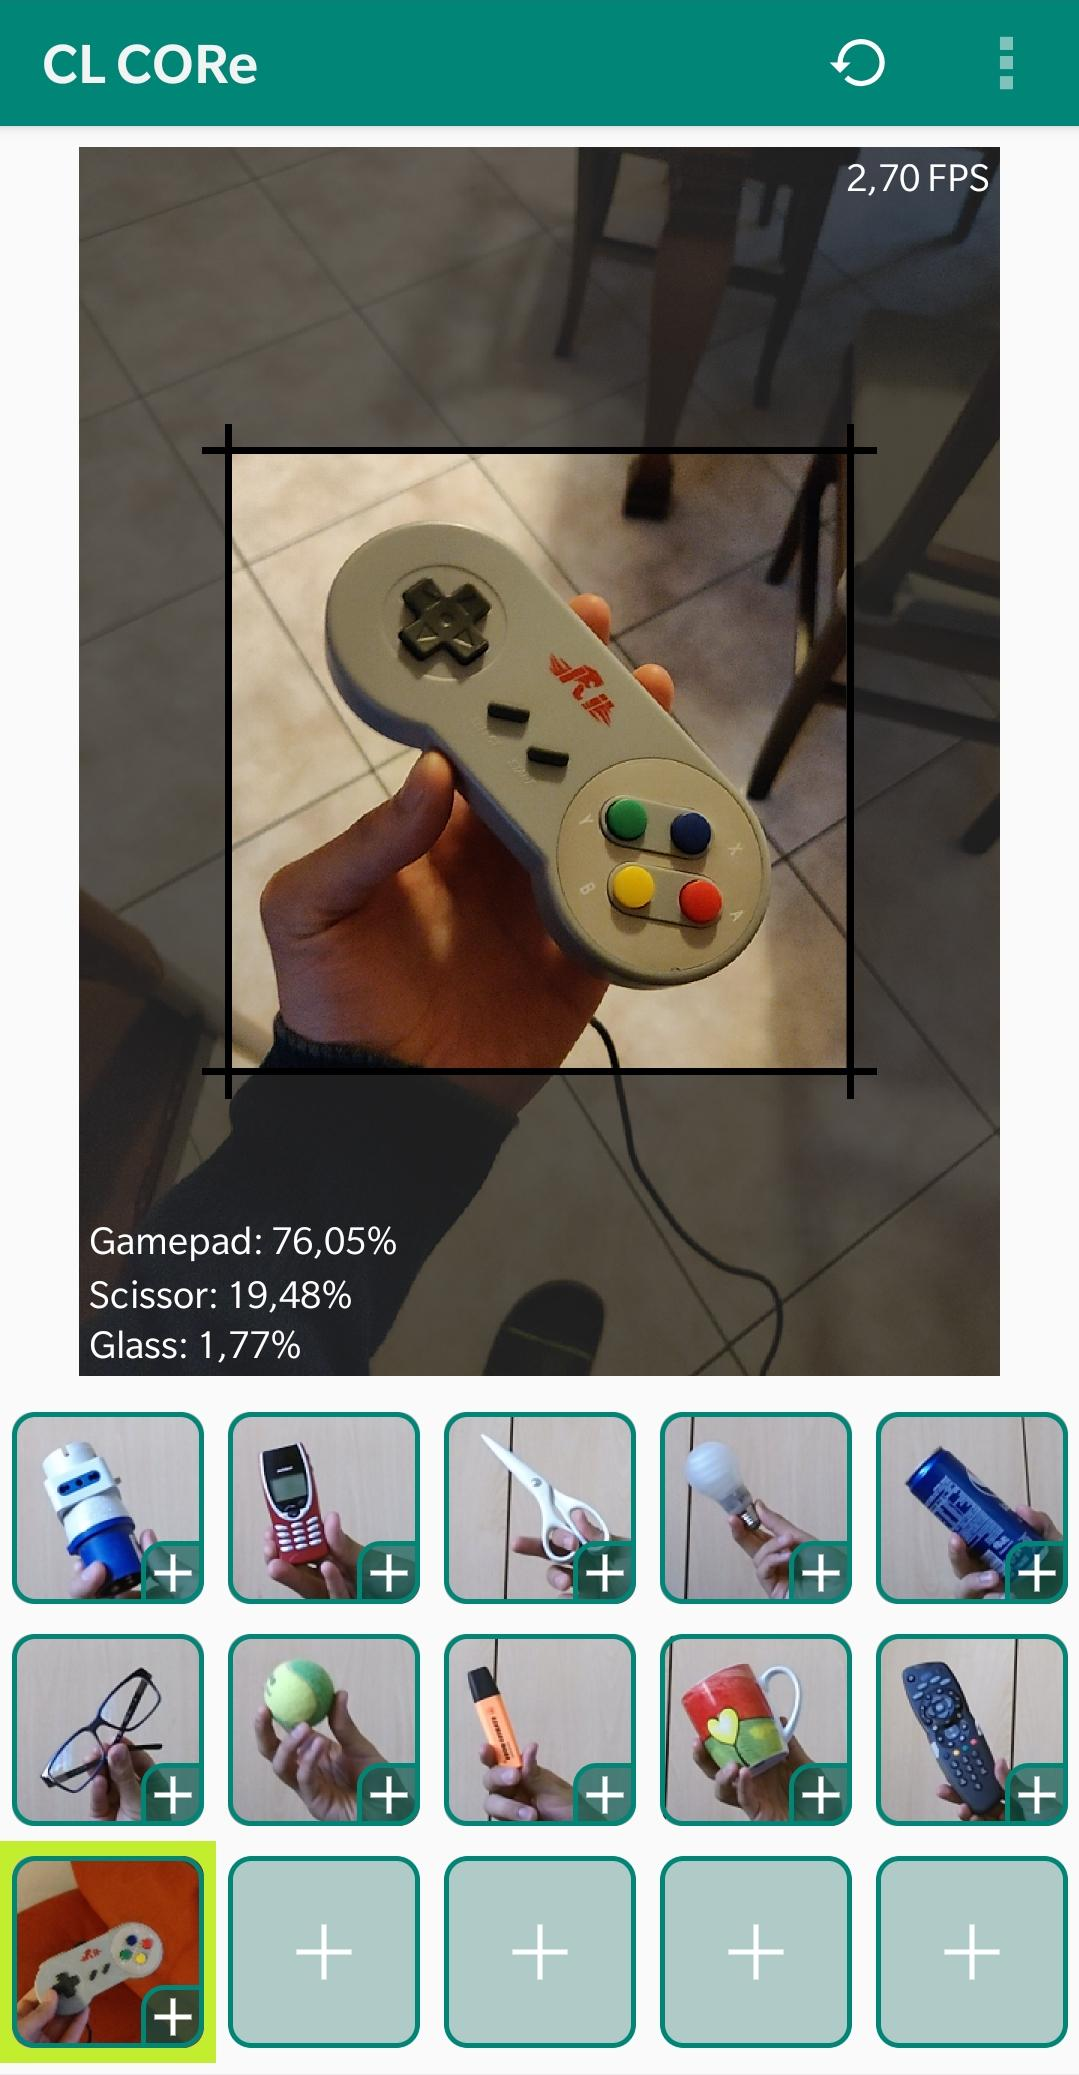 CL CORe
2,70 FPS
Y
X
B
A
Gamepad: 76,05%
Scissor: 19,48%
Glass: 1,77%